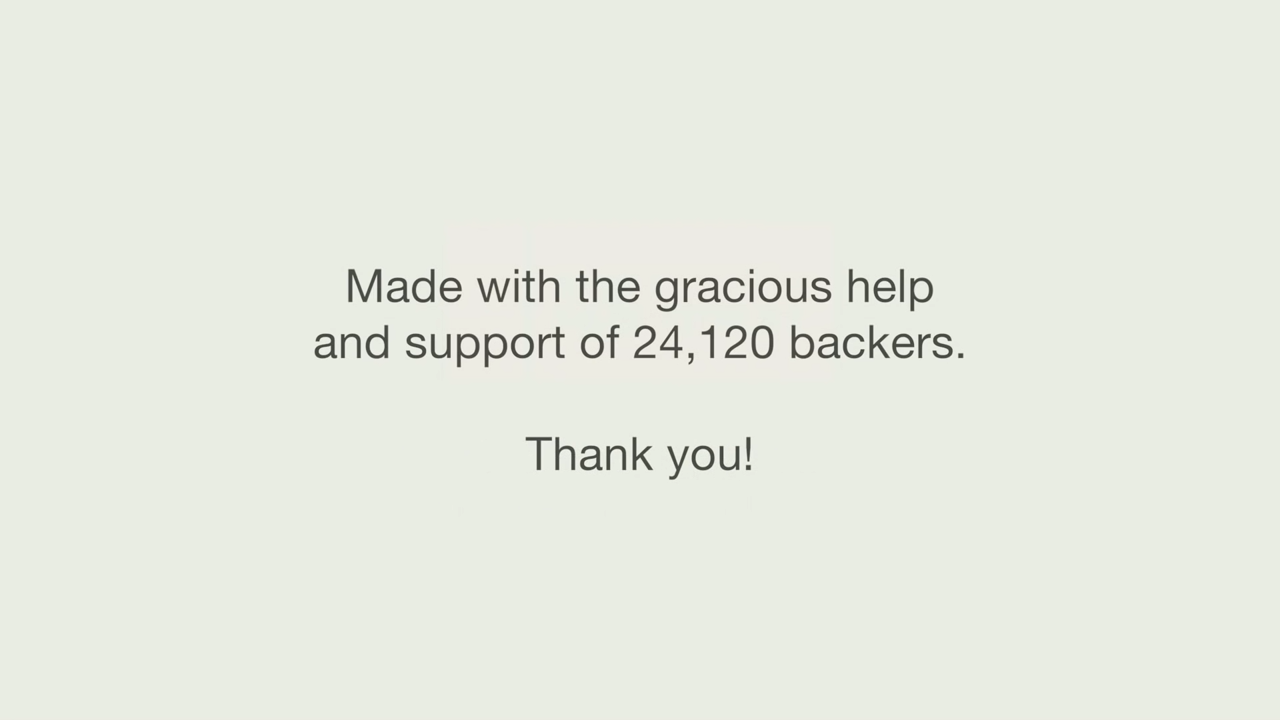 Made with the gracious help
and support of 24,120 backers.
Thank you!